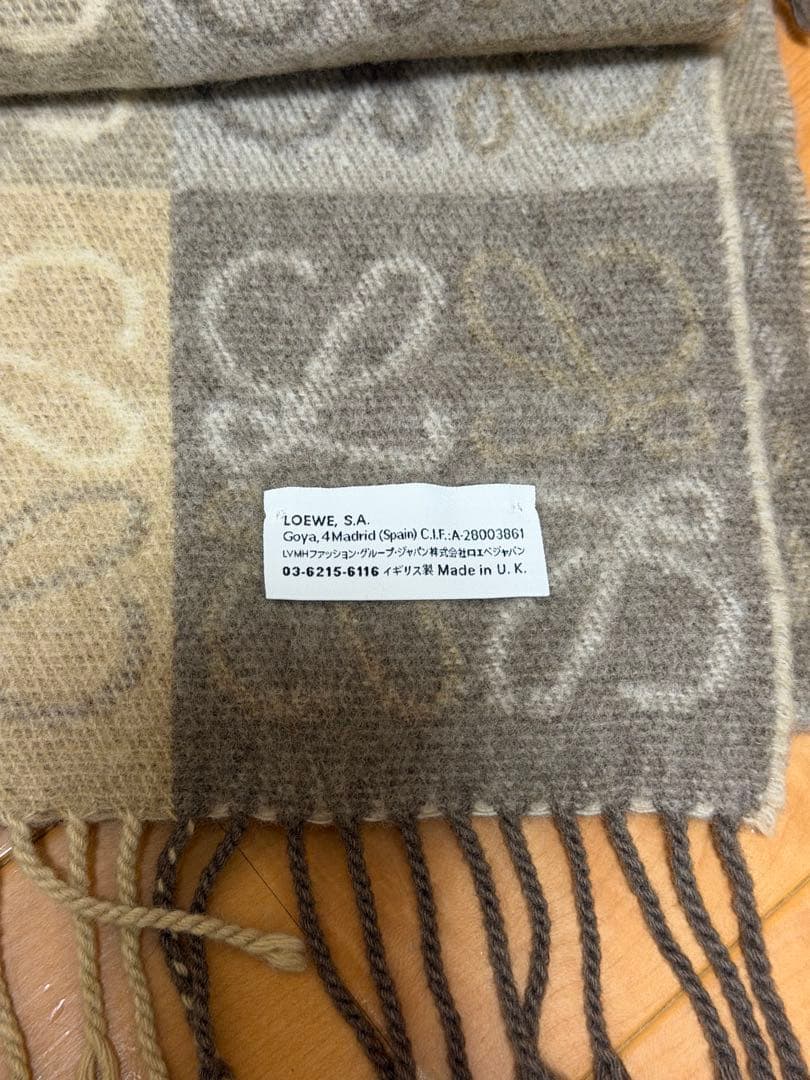 LOEWE, S.A.
Goya, 4 Madrid (Spain) C.I.F.:A-28003861
LVMHファッション・グループ・ジャパン株式会社ロエベジャパン
03-6215-6116 イギリス製 Made in U. K.